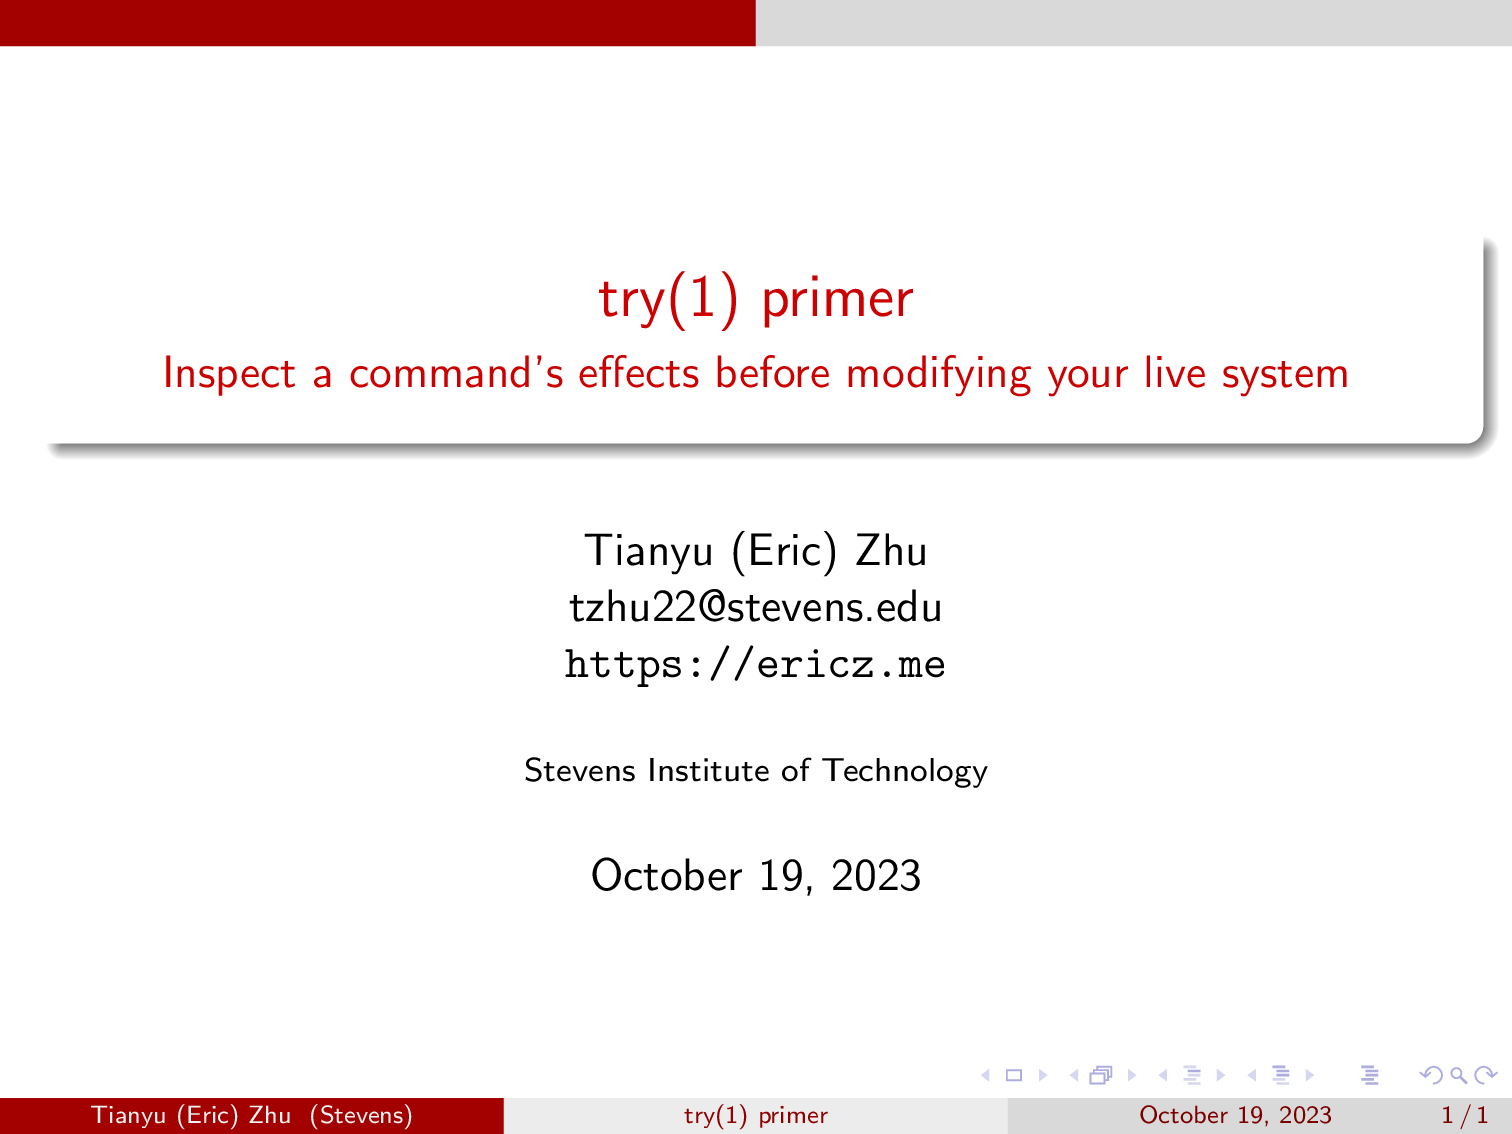 try(1) primer
Inspect a command's effects before modifying your live system
Tianyu (Eric) Zhu
tzhu22@stevens.edu
https://ericz.me
Stevens Institute of Technology
October 19, 2023
Tianyu (Eric) Zhu (Stevens)
try(1) primer
October 19, 2023
1 / 1